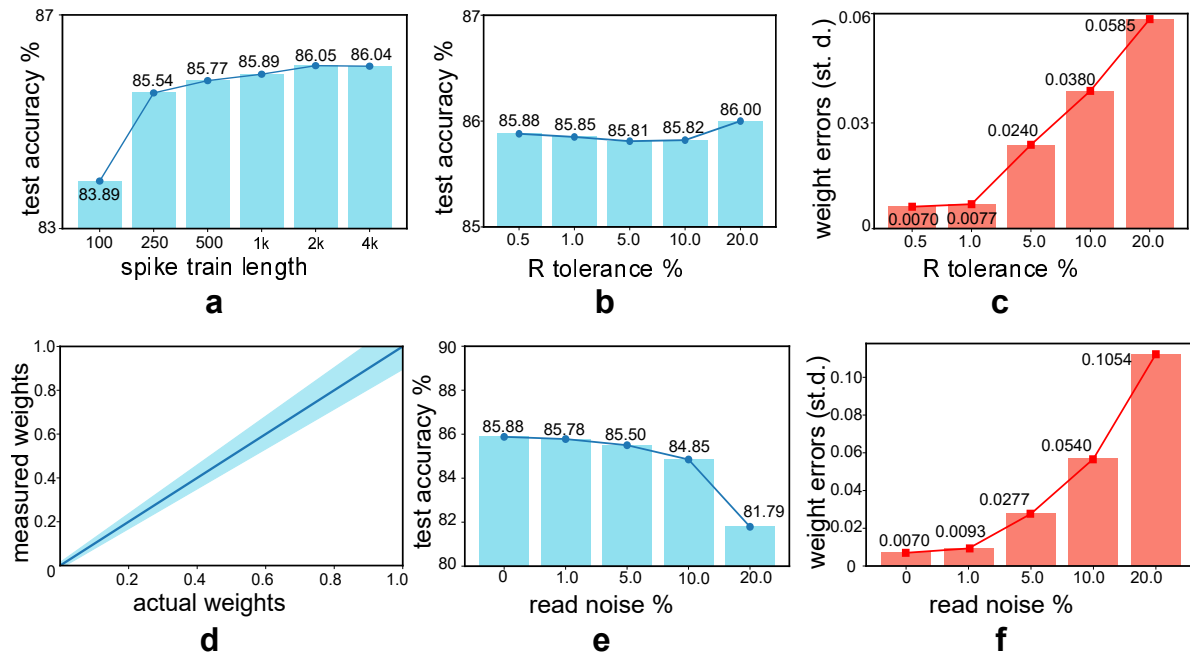 test accuracy %
87
83
83.89
85.54
85.77
85.89
86.05
86.04
100 250 500 1k 2k 4k
spike train length
a
test accuracy %
87
86
85
85.88
85.85
85.81
85.82
86.00
0.5 1.0 5.0 10.0 20.0
R tolerance %
b
weight errors (st. d.)
0.06
0.03
0
0.0070
0.0077
0.0240
0.0380
0.0585
0.5 1.0 5.0 10.0 20.0
R tolerance %
c
measured weights
1.0
0.8
0.6
0.4
0.2
0
0.2 0.4 0.6 0.8 1.0
actual weights
d
test accuracy %
90
86
84
82
80
85.88
85.78
85.50
84.85
81.79
0 1.0 5.0 10.0 20.0
read noise %
e
weight errors (st.d.)
0.10
0.08
0.06
0.04
0.02
0
0.0070
0.0093
0.0277
0.0540
0.1054
0 1.0 5.0 10.0 20.0
read noise %
f